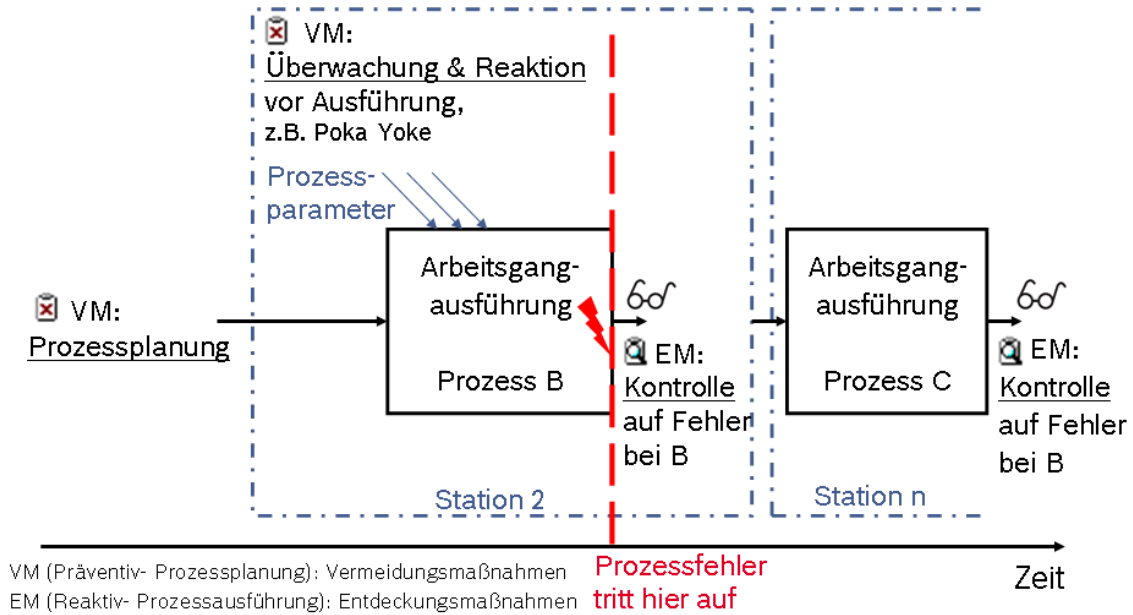 VM:
Überwachung & Reaktion
vor Ausführung,
z.B. Poka Yoke
Prozess-
parameter
VM:
Prozessplanung
Arbeitsgang-
ausführung
Prozess B
EM:
Kontrolle
auf Fehler
bei B
Station 2
Arbeitsgang-
ausführung
Prozess C
EM:
Kontrolle
auf Fehler
bei B
Station n
Zeit
Prozessfehler
tritt hier auf
VM (Präventiv- Prozessplanung): Vermeidungsmaßnahmen
EM (Reaktiv- Prozessausführung): Entdeckungsmaßnahmen